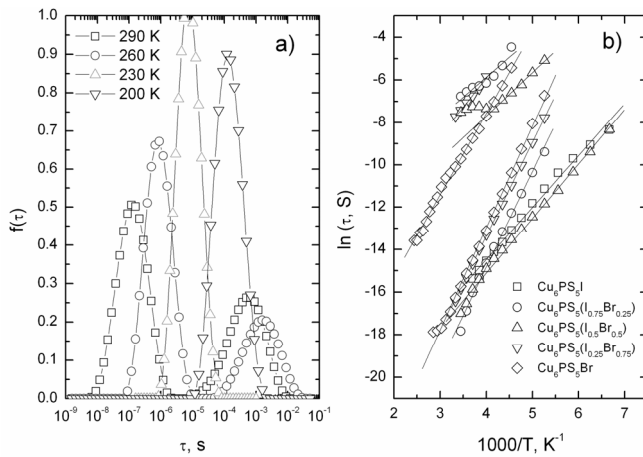 a)
290 K
260 K
230 K
200 K
f(τ)
1.0
0.9
0.8
0.7
0.6
0.5
0.4
0.3
0.2
0.1
0.0
10⁻⁹ 10⁻⁸ 10⁻⁷ 10⁻⁶ 10⁻⁵ 10⁻⁴ 10⁻³ 10⁻² 10⁻¹
τ, s
b)
ln (τ, S)
-4
-6
-8
-10
-12
-14
-16
-18
-20
Cu₆PS₅I
Cu₆PS₅(I₀.₇₅Br₀.₂₅)
Cu₆PS₅(I₀.₅Br₀.₅)
Cu₆PS₅(I₀.₂₅Br₀.₇₅)
Cu₆PS₅Br
2 3 4 5 6 7
1000/T, K⁻¹